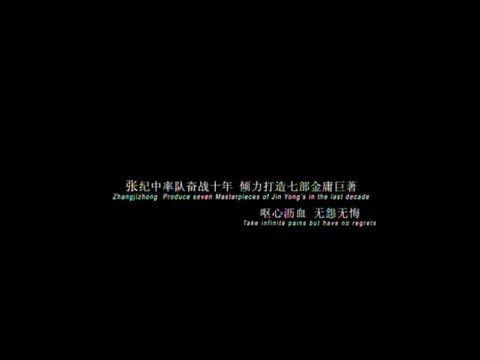 张纪中率队奋战十年 倾力打造七部金庸巨著
Zhangjizhong Produce seven Masterpieces of Jin Yong's in the last decade
呕心沥血 无怨无悔
Take infinite pains but have no regrets